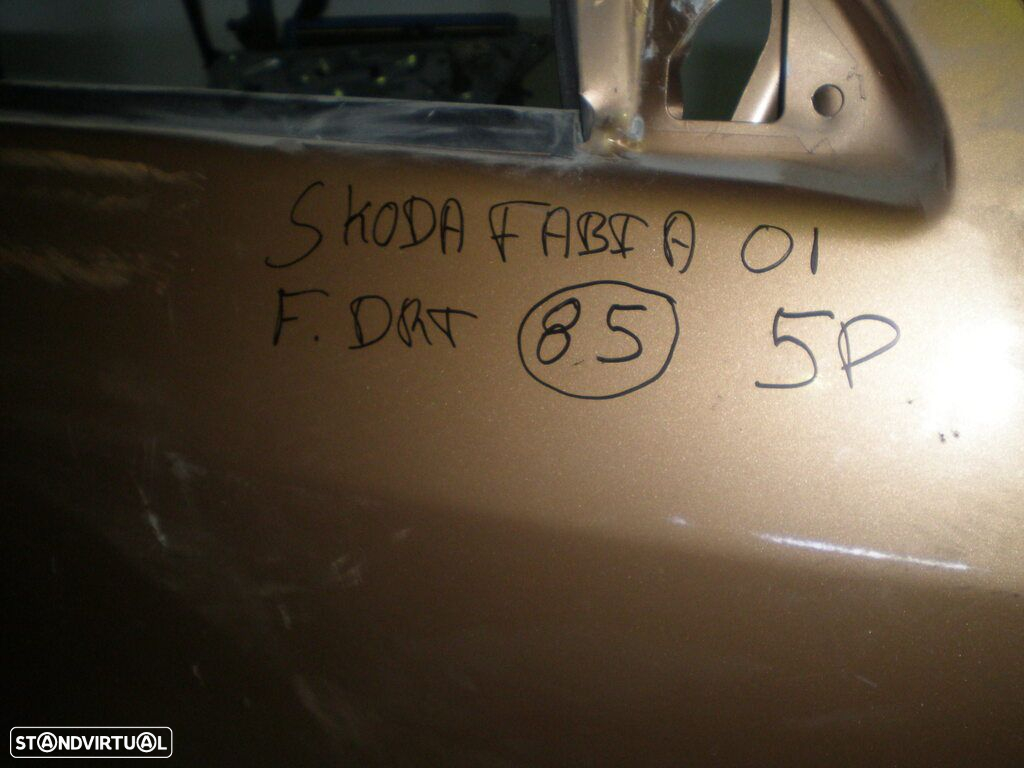 SKODA FABIA 01
F. DRT 85 5P
STANDVIRTUAL